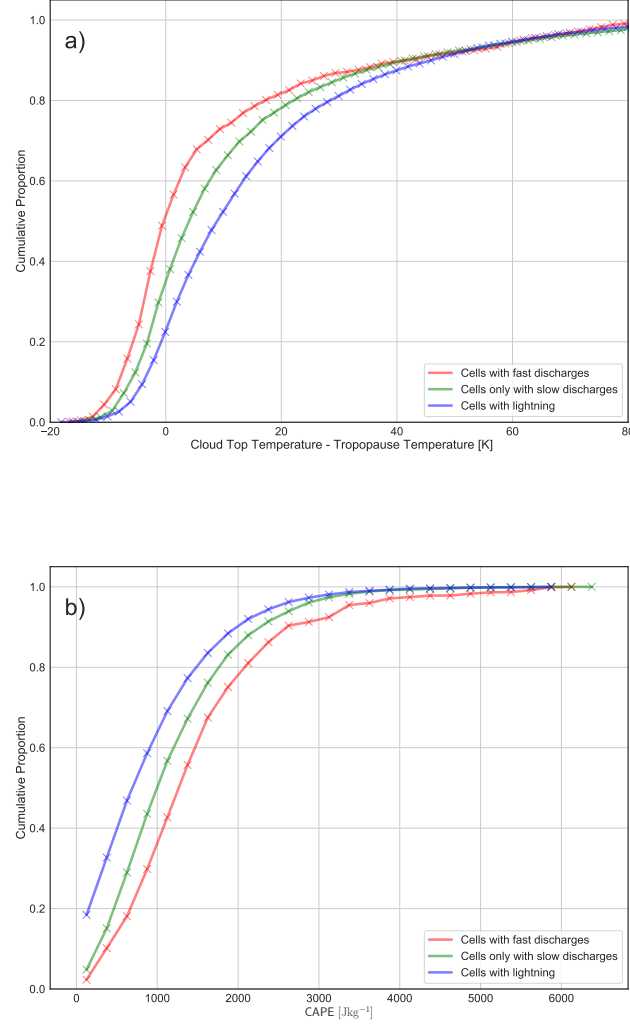 a)
1.0
0.8
0.6
0.4
0.2
0.0
Cumulative Proportion
Cells with fast discharges
Cells only with slow discharges
Cells with lightning
−20 0 20 40 60 80
Cloud Top Temperature - Tropopause Temperature [K]
b)
1.0
0.8
0.6
0.4
0.2
0.0
Cumulative Proportion
Cells with fast discharges
Cells only with slow discharges
Cells with lightning
0 1000 2000 3000 4000 5000 6000
CAPE [Jkg⁻¹]